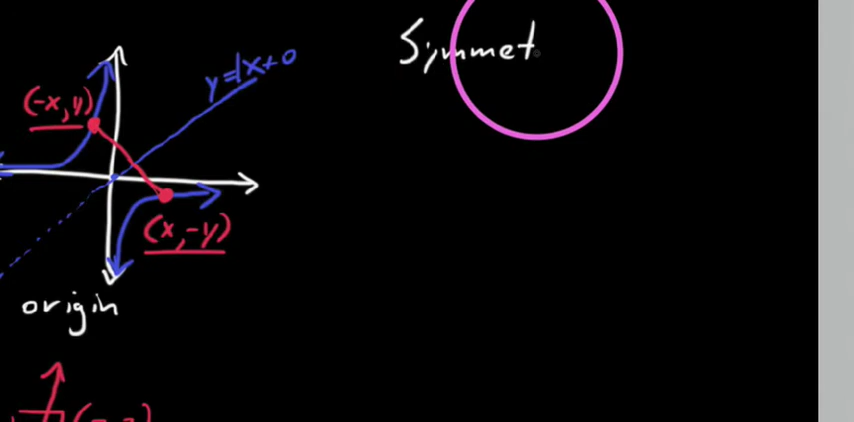 Symmet
y=1x+0
(-x,y)
(x,-y)
origin